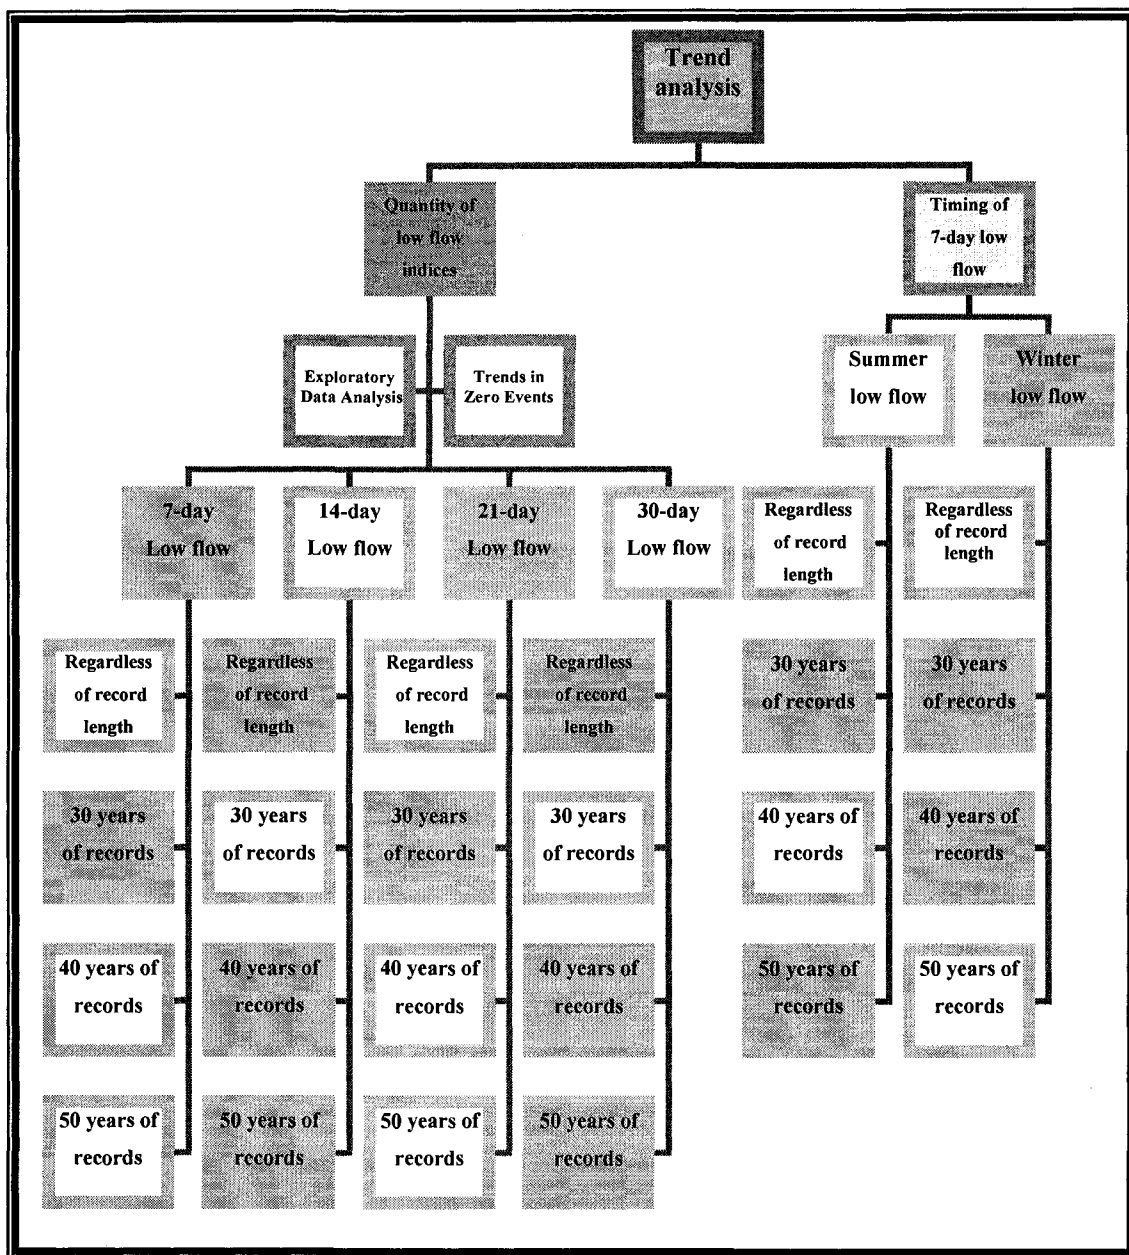 Trend
analysis
Quantity of
low flow
indices
Timing of
7-day low
flow
Exploratory
Data Analysis
Trends in
Zero Events
Summer
low flow
Winter
low flow
7-day
Low flow
14-day
Low flow
21-day
Low flow
30-day
Low flow
Regardless
of record
length
Regardless
of record
length
Regardless
of record
length
Regardless
of record
length
Regardless
of record
length
Regardless
of record
length
30 years
of records
30 years
of records
30 years
of records
30 years
of records
30 years
of records
30 years
of records
40 years of
records
40 years of
records
40 years of
records
40 years of
records
40 years of
records
40 years of
records
50 years of
records
50 years of
records
50 years of
records
50 years of
records
50 years of
records
50 years of
records